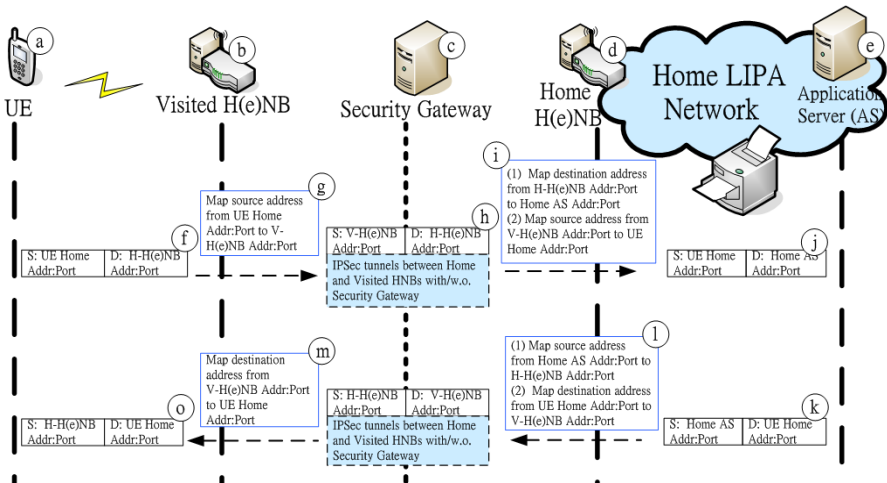 a
b
c
d
e
UE
Visited H(e)NB
Security Gateway
Home
H(e)NB
Home LIPA
Network
Application
Server (AS)
f
S: UE Home
Addr:Port
D: H-H(e)NB
Addr:Port
g
Map source address
from UE Home
Addr:Port to V-
H(e)NB Addr:Port
h
S: V-H(e)NB
Addr:Port
D: H-H(e)NB
Addr:Port
IPSec tunnels between Home
and Visited HNBs with/w.o.
Security Gateway
i
(1) Map destination address
from H-H(e)NB Addr:Port
to Home AS Addr:Port
(2) Map source address from
V-H(e)NB Addr:Port to UE
Home Addr:Port
j
S: UE Home
Addr:Port
D: Home AS
Addr:Port
o
S: H-H(e)NB
Addr:Port
D: UE Home
Addr:Port
m
Map destination
address from
V-H(e)NB
Addr:Port
to UE Home
Addr:Port
S: H-H(e)NB
Addr:Port
D: V-H(e)NB
Addr:Port
IPSec tunnels between Home
and Visited HNBs with/w.o.
Security Gateway
l
(1) Map source address
from Home AS Addr:Port to
H-H(e)NB Addr:Port
(2) Map destination address
from UE Home Addr:Port to
V-H(e)NB Addr:Port
k
S: Home AS
Addr:Port
D: UE Home
Addr:Port